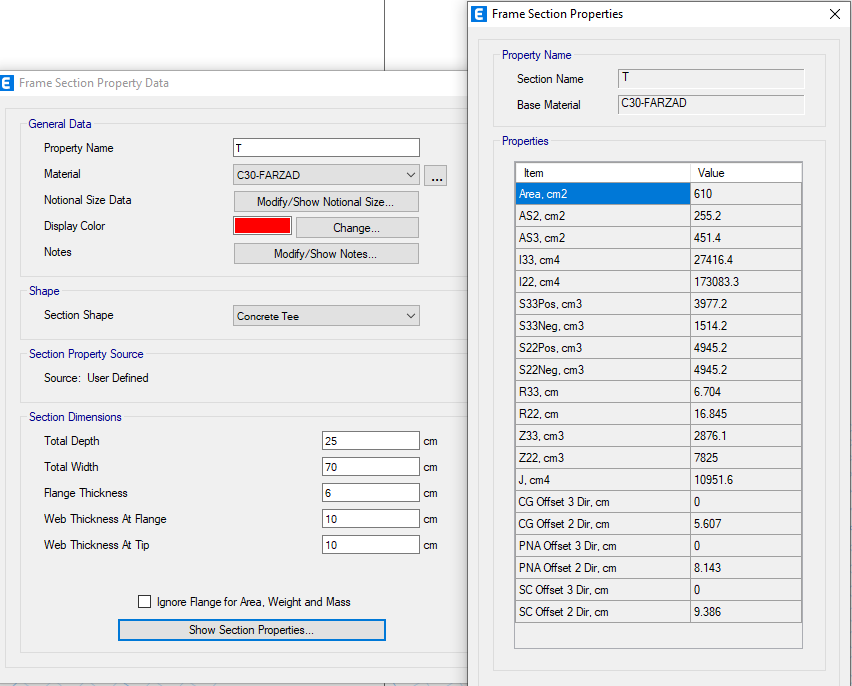 Frame Section Property Data
General Data
Property Name T
Material C30-FARZAD ...
Notional Size Data Modify/Show Notional Size...
Display Color Change...
Notes Modify/Show Notes...
Shape
Section Shape Concrete Tee
Section Property Source
Source: User Defined
Section Dimensions
Total Depth 25 cm
Total Width 70 cm
Flange Thickness 6 cm
Web Thickness At Flange 10 cm
Web Thickness At Tip 10 cm
Ignore Flange for Area, Weight and Mass
Show Section Properties...
Frame Section Properties
Property Name
Section Name T
Base Material C30-FARZAD
Properties
Item Value
Area, cm2 610
AS2, cm2 255.2
AS3, cm2 451.4
I33, cm4 27416.4
I22, cm4 173083.3
S33Pos, cm3 3977.2
S33Neg, cm3 1514.2
S22Pos, cm3 4945.2
S22Neg, cm3 4945.2
R33, cm 6.704
R22, cm 16.845
Z33, cm3 2876.1
Z22, cm3 7825
J, cm4 10951.6
CG Offset 3 Dir, cm 0
CG Offset 2 Dir, cm 5.607
PNA Offset 3 Dir, cm 0
PNA Offset 2 Dir, cm 8.143
SC Offset 3 Dir, cm 0
SC Offset 2 Dir, cm 9.386